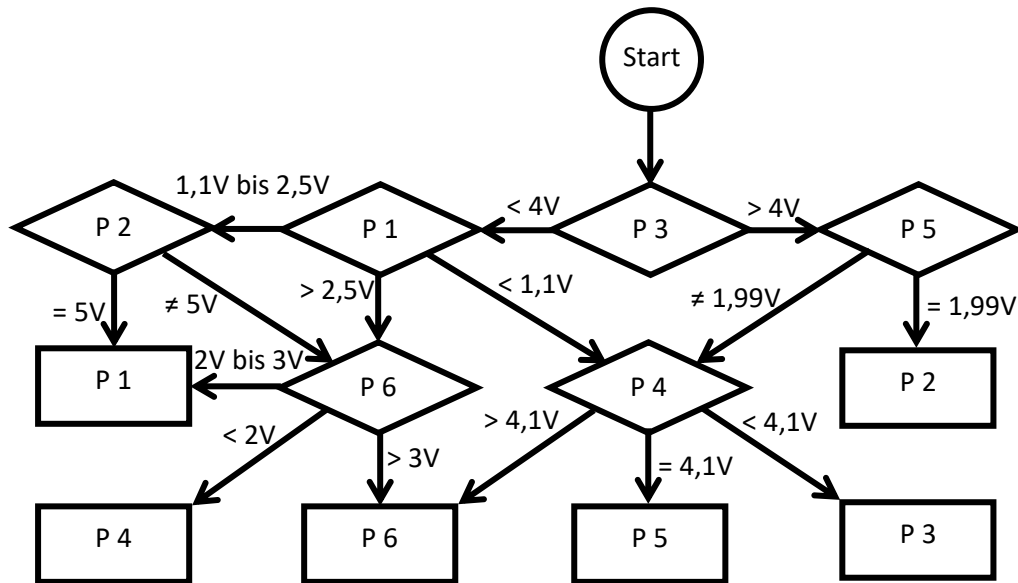 Start
1,1V bis 2,5V
< 4V
> 4V
P 2
P 1
P 3
P 5
= 5V
≠ 5V
> 2,5V
< 1,1V
≠ 1,99V
= 1,99V
2V bis 3V
P 1
P 6
P 4
P 2
< 2V
> 3V
> 4,1V
= 4,1V
< 4,1V
P 4
P 6
P 5
P 3